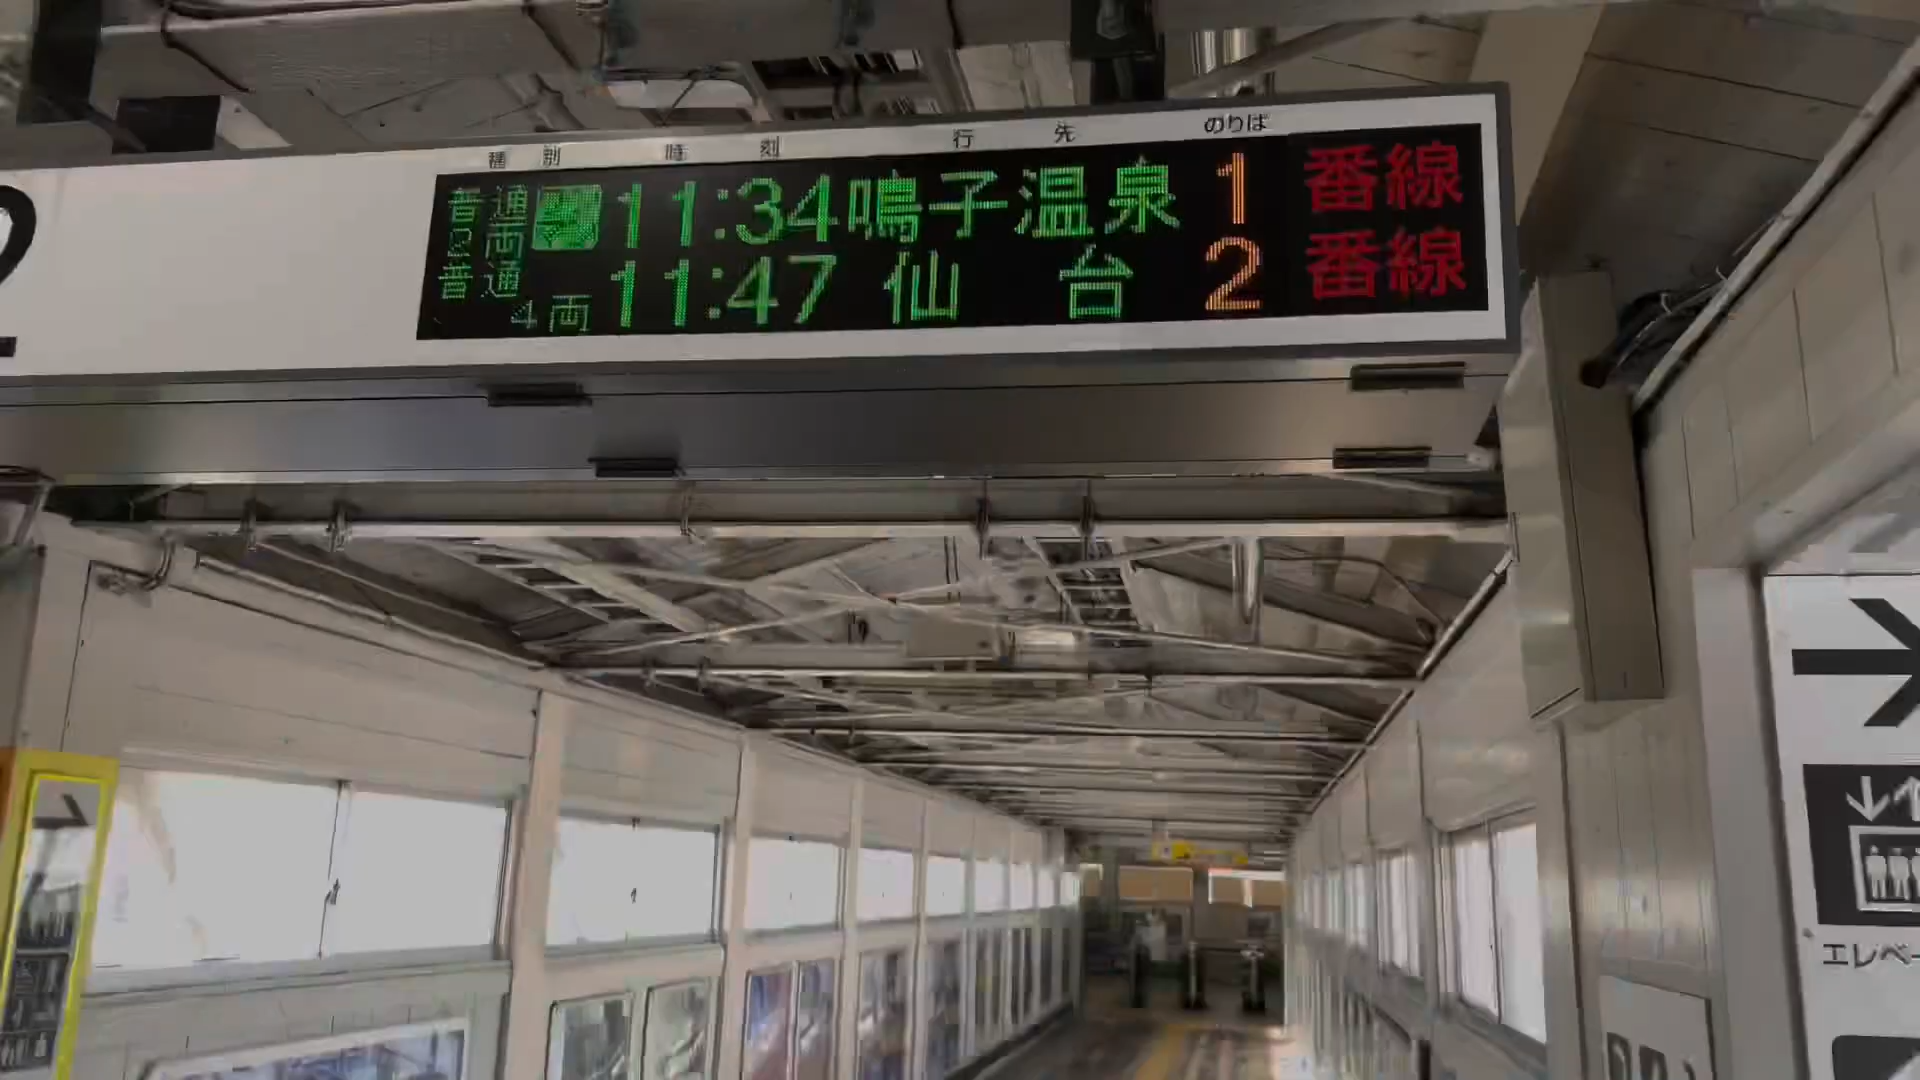 種別 時刻 行先 のりば
普通 11:34 鳴子温泉 1 番線
2両
普通 11:47 仙台 2 番線
4両
2
エレベー